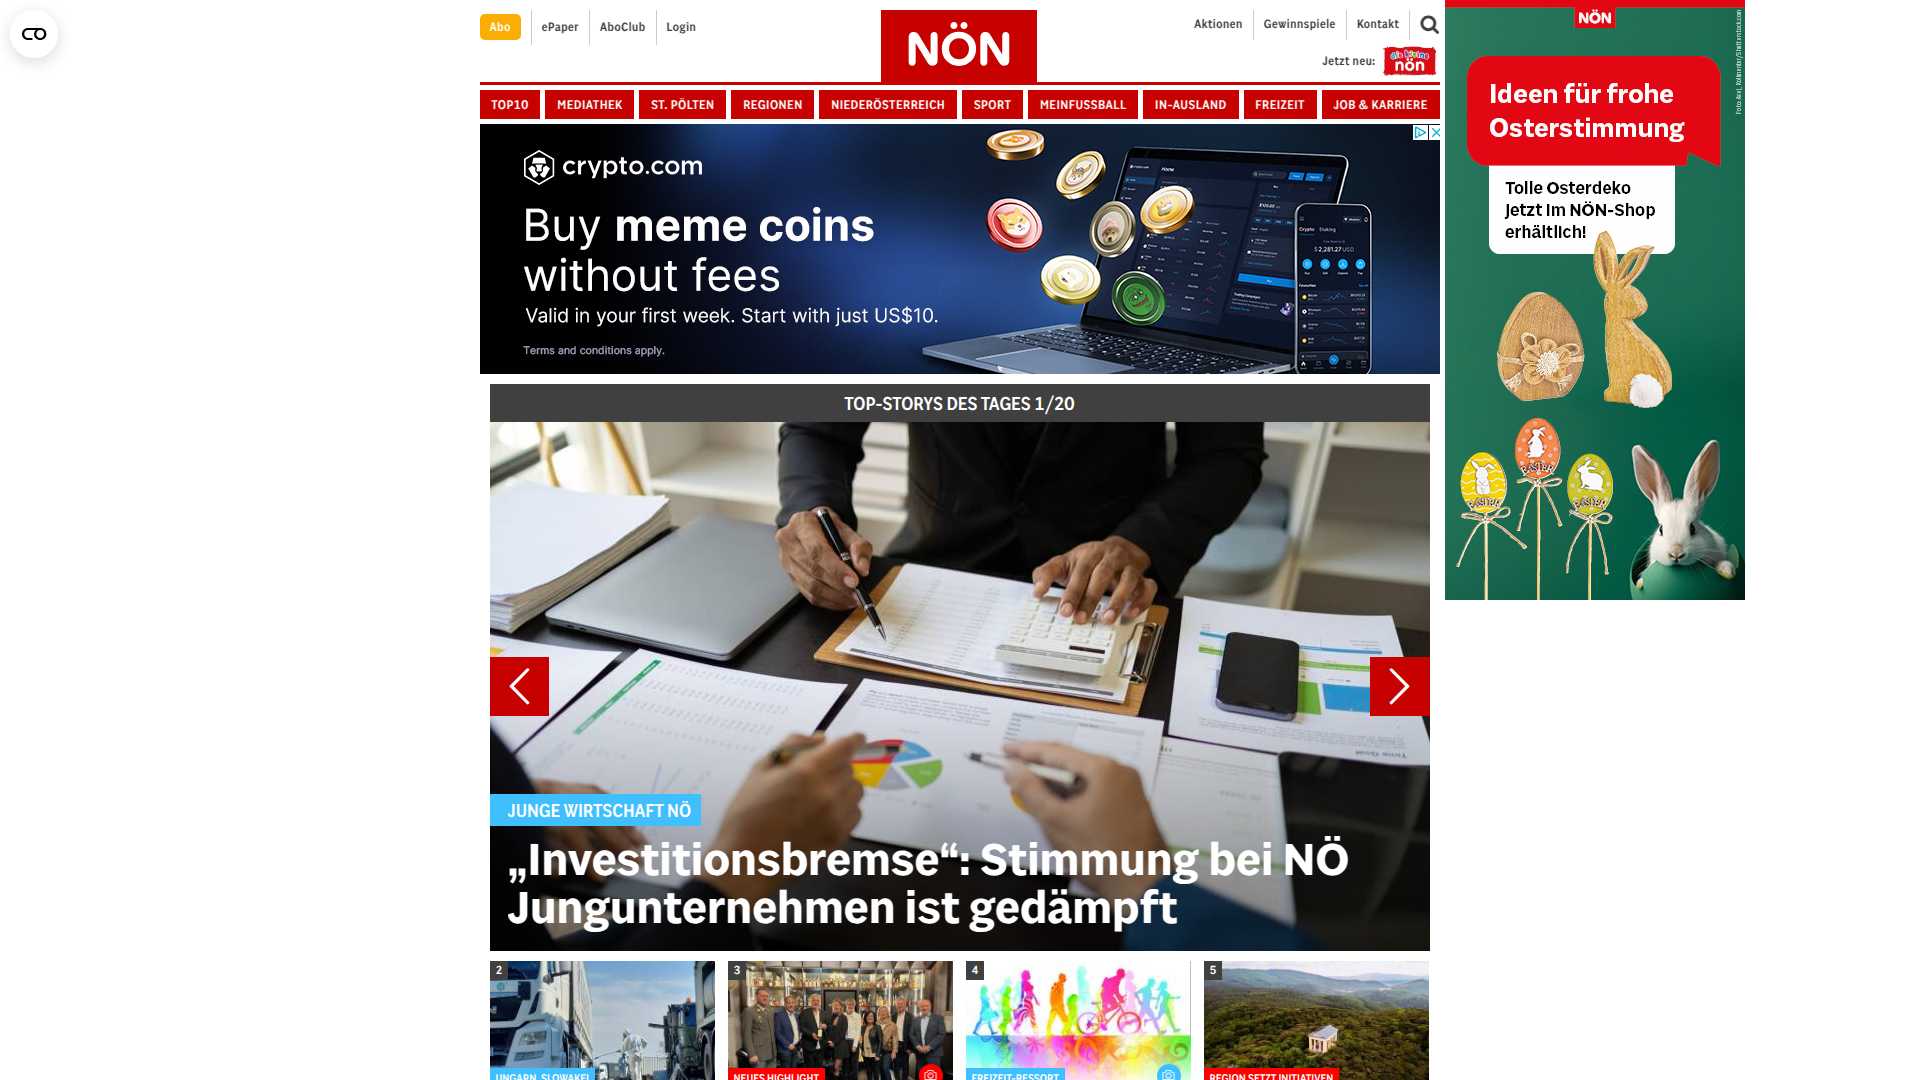 Abo
ePaper
AboClub
Login
NÖN
Aktionen
Gewinnspiele
Kontakt
Jetzt neu:
die kleine
nön
TOP10
MEDIATHEK
ST. PÖLTEN
REGIONEN
NIEDERÖSTERREICH
SPORT
MEINFUSSBALL
IN-AUSLAND
FREIZEIT
JOB & KARRIERE
crypto.com
Buy meme coins
without fees
Valid in your first week. Start with just US$10.
Terms and conditions apply.
NÖN
Ideen für frohe
Osterstimmung
Tolle Osterdeko
jetzt im NÖN-Shop
erhältlich!
EASTER
EASTER
EASTER
TOP-STORYS DES TAGES 1/20
JUNGE WIRTSCHAFT NÖ
„Investitionsbremse“: Stimmung bei NÖ
Jungunternehmen ist gedämpft
2
UNGARN, SLOWAKEI
3
NEUES HIGHLIGHT
4
FREIZEIT-RESSORT
5
REGION SETZT INITIATIVEN